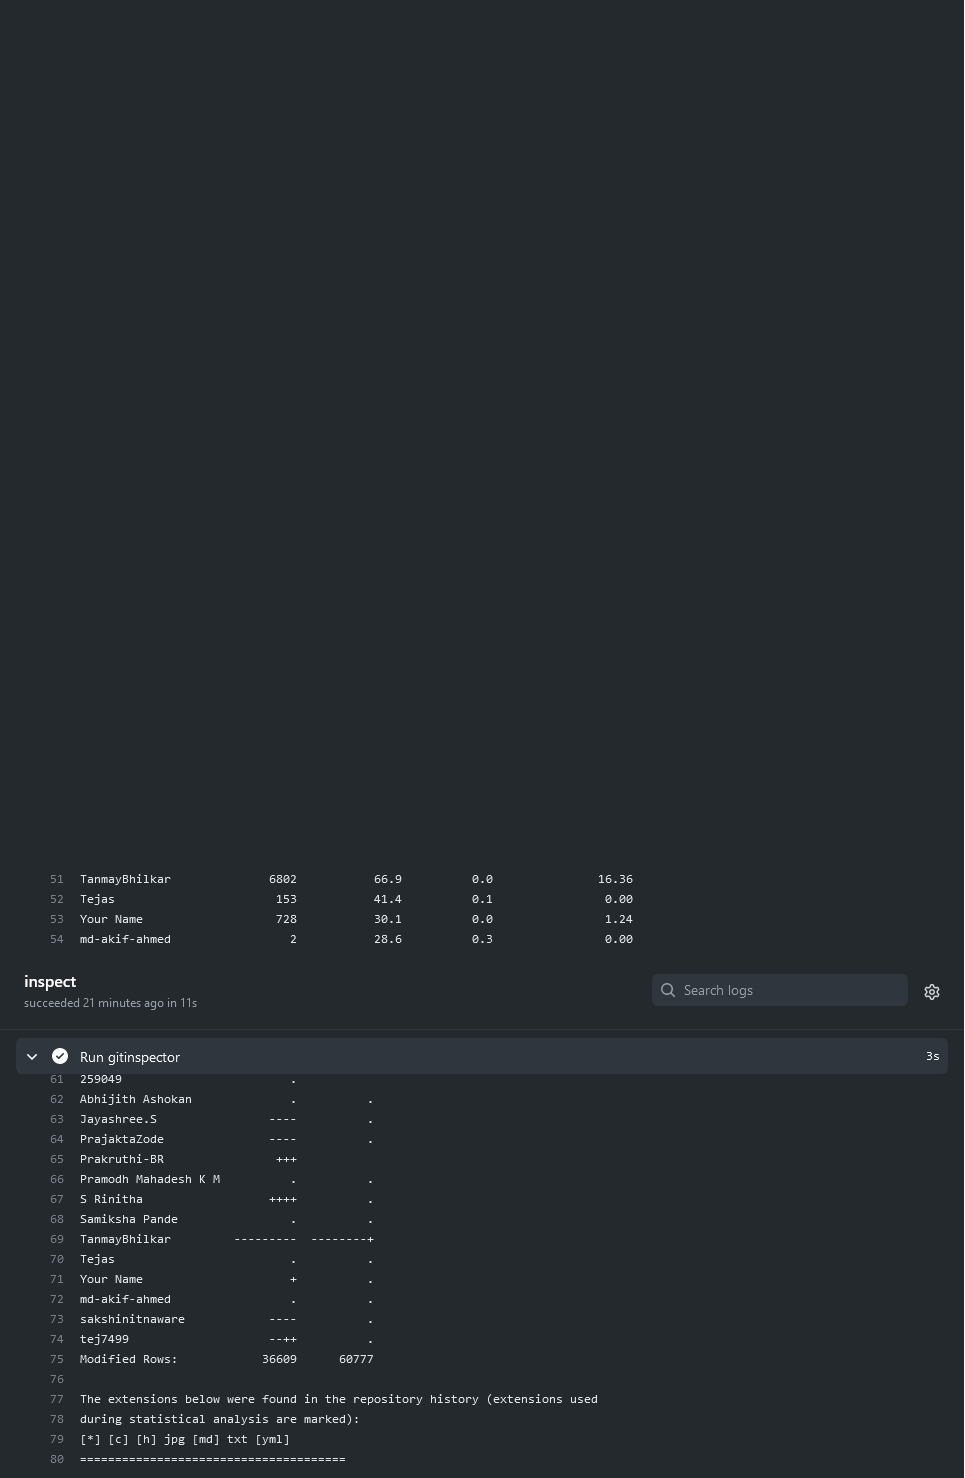 51 TanmayBhilkar 6802 66.9 0.0 16.36
52 Tejas 153 41.4 0.1 0.00
53 Your Name 728 30.1 0.0 1.24
54 md-akif-ahmed 2 28.6 0.3 0.00
inspect
succeeded 21 minutes ago in 11s
Search logs
Run gitinspector 3s
61 259049 .
62 Abhijith Ashokan . .
63 Jayashree.S ---- .
64 PrajaktaZode ---- .
65 Prakruthi-BR +++
66 Pramodh Mahadesh K M . .
67 S Rinitha ++++ .
68 Samiksha Pande . .
69 TanmayBhilkar --------- --------+
70 Tejas . .
71 Your Name + .
72 md-akif-ahmed . .
73 sakshinitnaware ---- .
74 tej7499 --++ .
75 Modified Rows: 36609 60777
76
77 The extensions below were found in the repository history (extensions used
78 during statistical analysis are marked):
79 [*] [c] [h] jpg [md] txt [yml]
80 ======================================